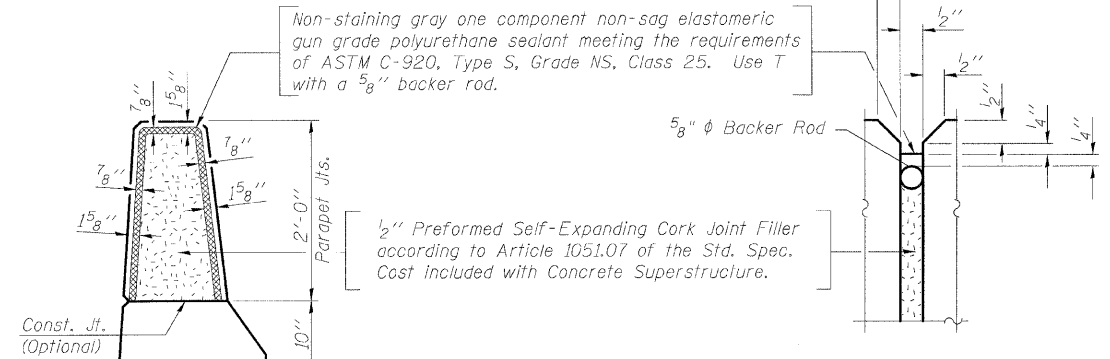 Non-staining gray one component non-sag elastomeric
gun grade polyurethane sealant meeting the requirements
of ASTM C-920, Type S, Grade NS, Class 25. Use T
with a 5/8" backer rod.
1/2"
1/2"
1/2"
1/4"
1/4"
7/8"
1 5/8"
5/8" ϕ Backer Rod
7/8"
7/8"
1 5/8"
1 5/8"
2'-0"
Parapet Jts.
1/2" Preformed Self-Expanding Cork Joint Filler
according to Article 1051.07 of the Std. Spec.
Cost included with Concrete Superstructure.
Const. Jt.
(Optional)
10"